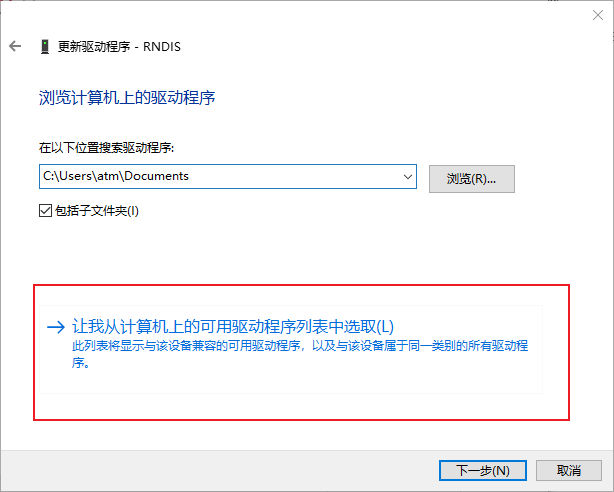 更新驱动程序 - RNDIS
浏览计算机上的驱动程序
在以下位置搜索驱动程序:
C:\Users\atm\Documents
浏览(R)...
包括子文件夹(I)
让我从计算机上的可用驱动程序列表中选取(L)
此列表将显示与该设备兼容的可用驱动程序，以及与该设备属于同一类别的所有驱动程
序。
下一步(N)
取消